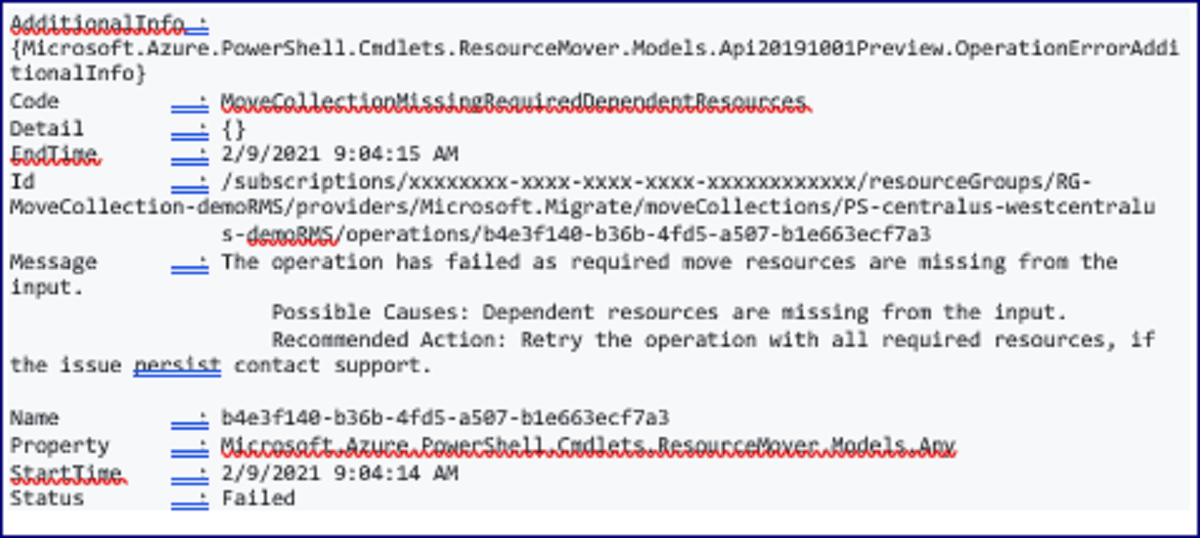 AdditionalInfo :
{Microsoft.Azure.PowerShell.Cmdlets.ResourceMover.Models.Api20191001Preview.OperationErrorAddi
tionalInfo}
Code : MoveCollectionMissingRequiredDependentResources
Detail : {}
EndTime : 2/9/2021 9:04:15 AM
Id : /subscriptions/xxxxxxxx-xxxx-xxxx-xxxx-xxxxxxxxxxxx/resourceGroups/RG-
MoveCollection-demoRMS/providers/Microsoft.Migrate/moveCollections/PS-centralus-westcentralu
s-demoRMS/operations/b4e3f140-b36b-4fd5-a507-b1e663ecf7a3
Message : The operation has failed as required move resources are missing from the
input.
Possible Causes: Dependent resources are missing from the input.
Recommended Action: Retry the operation with all required resources, if
the issue persist contact support.
Name : b4e3f140-b36b-4fd5-a507-b1e663ecf7a3
Property : Microsoft.Azure.PowerShell.Cmdlets.ResourceMover.Models.Any
StartTime : 2/9/2021 9:04:14 AM
Status : Failed